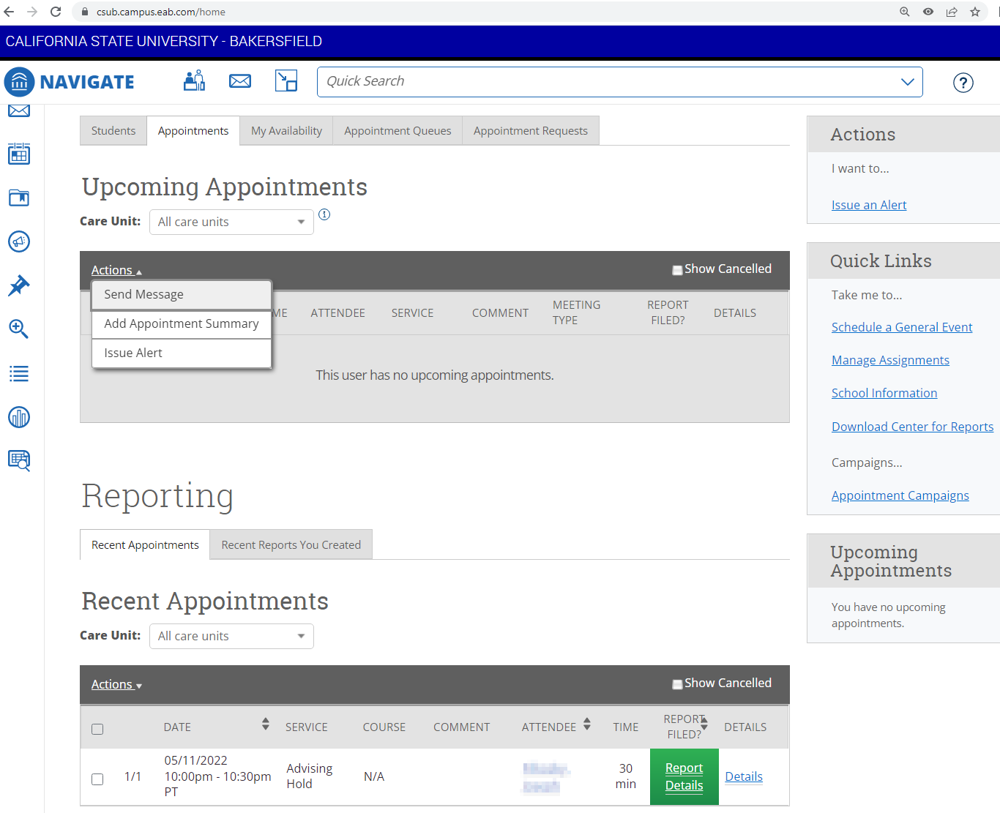 csub.campus.eab.com/home
CALIFORNIA STATE UNIVERSITY - BAKERSFIELD
NAVIGATE
Quick Search
?
Students
Appointments
My Availability
Appointment Queues
Appointment Requests
Upcoming Appointments
Care Unit:
All care units
i
Actions
Show Cancelled
Send Message
Add Appointment Summary
Issue Alert
ME
ATTENDEE
SERVICE
COMMENT
MEETING
TYPE
REPORT
FILED?
DETAILS
This user has no upcoming appointments.
Reporting
Recent Appointments
Recent Reports You Created
Recent Appointments
Care Unit:
All care units
Actions
Show Cancelled
DATE
SERVICE
COURSE
COMMENT
ATTENDEE
TIME
REPORT
FILED?
DETAILS
1/1
05/11/2022
10:00pm - 10:30pm
PT
Advising
Hold
N/A
30
min
Report
Details
Details
Actions
I want to...
Issue an Alert
Quick Links
Take me to...
Schedule a General Event
Manage Assignments
School Information
Download Center for Reports
Campaigns...
Appointment Campaigns
Upcoming
Appointments
You have no upcoming
appointments.